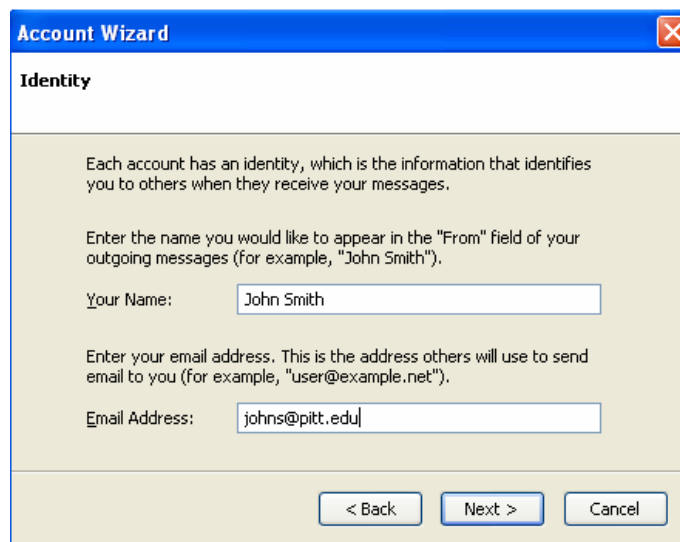 Account Wizard
Identity
Each account has an identity, which is the information that identifies
you to others when they receive your messages.
Enter the name you would like to appear in the "From" field of your
outgoing messages (for example, "John Smith").
Your Name: John Smith
Enter your email address. This is the address others will use to send
email to you (for example, "user@example.net").
Email Address: johns@pitt.edu
< Back Next > Cancel